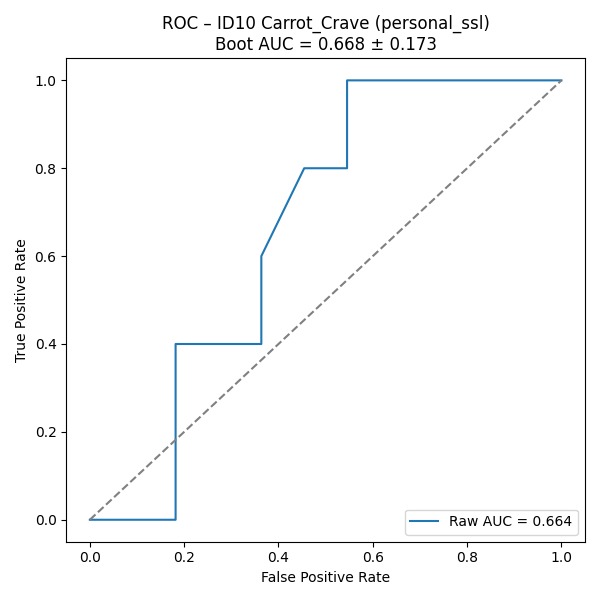 ROC – ID10 Carrot_Crave (personal_ssl)
Boot AUC = 0.668 ± 0.173
1.0
0.8
0.6
0.4
0.2
0.0
True Positive Rate
Raw AUC = 0.664
0.0 0.2 0.4 0.6 0.8 1.0
False Positive Rate